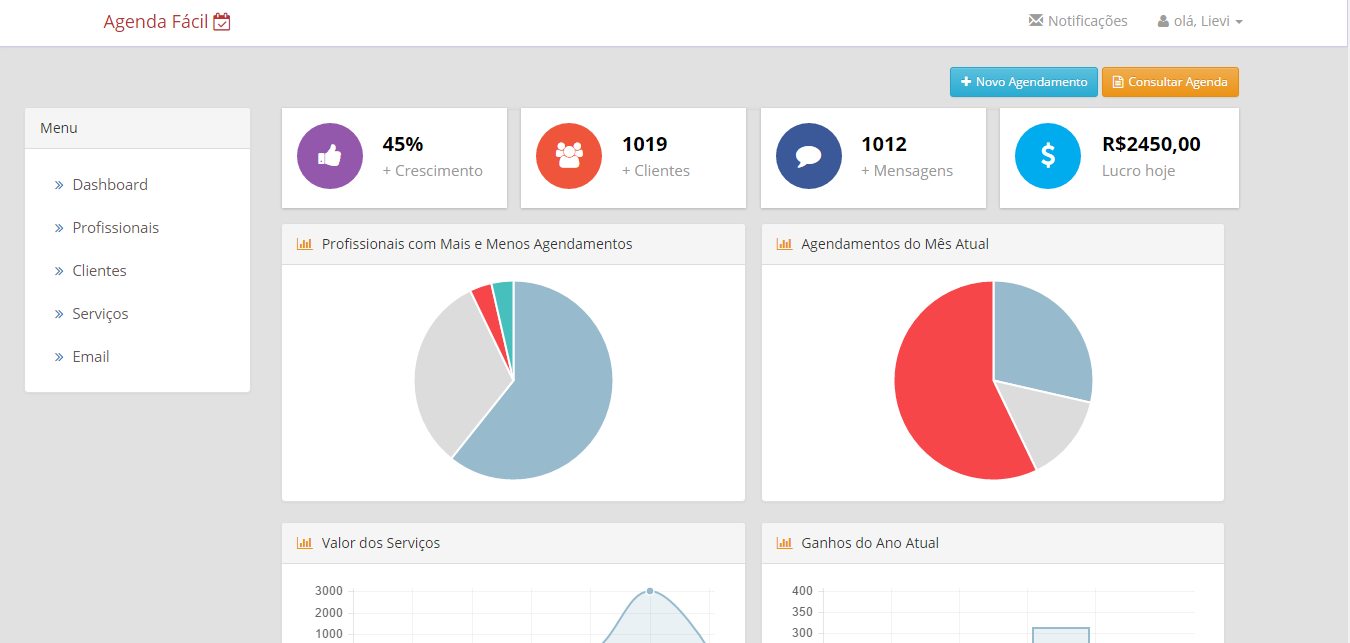 Agenda Fácil
Notificações
olá, Lievi
Novo Agendamento
Consultar Agenda
Menu
Dashboard
Profissionais
Clientes
Serviços
Email
45%
+ Crescimento
1019
+ Clientes
1012
+ Mensagens
R$2450,00
Lucro hoje
Profissionais com Mais e Menos Agendamentos
Agendamentos do Mês Atual
Valor dos Serviços
3000
2000
1000
Ganhos do Ano Atual
400
350
300